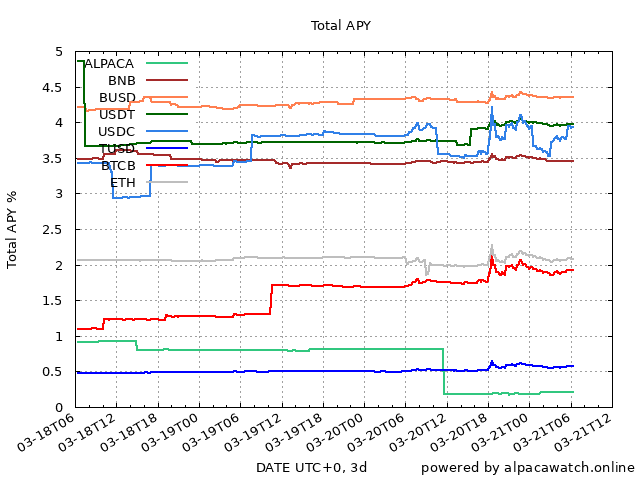 Total APY
Total APY %
5
4.5
4
3.5
3
2.5
2
1.5
1
0.5
0
ALPACA
BNB
BUSD
USDT
USDC
TUSD
BTCB
ETH
03-18T06
03-18T12
03-18T18
03-19T00
03-19T06
03-19T12
03-19T18
03-20T00
03-20T06
03-20T12
03-20T18
03-21T00
03-21T06
03-21T12
DATE UTC+0, 3d
powered by alpacawatch.online